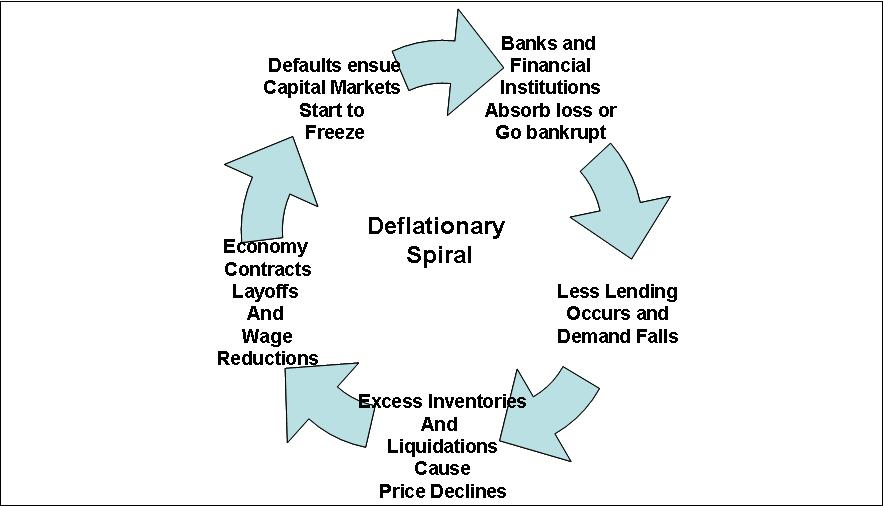 Defaults ensue
Capital Markets
Start to
Freeze
Banks and
Financial
Institutions
Absorb loss or
Go bankrupt
Deflationary
Spiral
Less Lending
Occurs and
Demand Falls
Excess Inventories
And
Liquidations
Cause
Price Declines
Economy
Contracts
Layoffs
And
Wage
Reductions